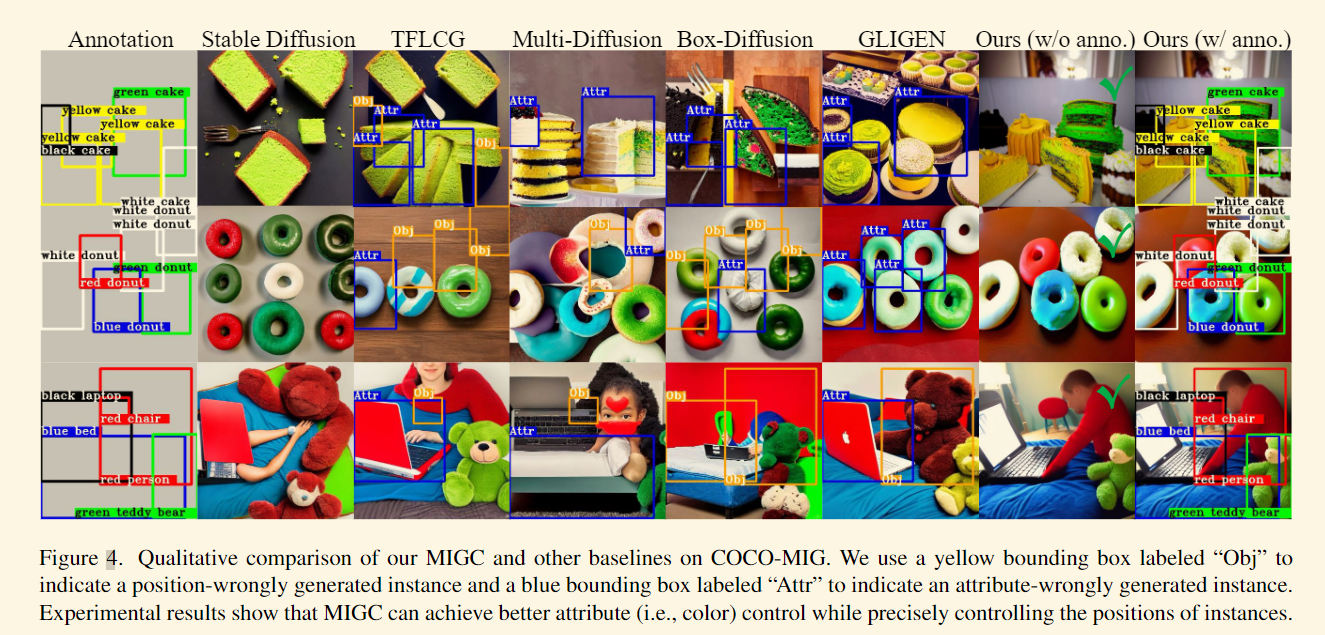 Annotation Stable Diffusion TFLCG Multi-Diffusion Box-Diffusion GLIGEN Ours (w/o anno.) Ours (w/ anno.)
green cake
yellow cake
yellow cake
yellow cake
black cake
white cake
Obj
Attr
Attr
Attr
Obj
Attr
Attr
Attr
Attr
Attr
Attr
Attr
green cake
yellow cake
yellow cake
yellow cake
black cake
white cake
white donut
white donut
white donut
green donut
red donut
blue donut
Obj
Obj
Obj
Attr
Obj
Attr
Obj
Obj
Obj
Obj
Attr
Attr
Attr
Attr
white donut
white donut
white donut
green donut
red donut
blue donut
black laptop
red chair
blue bed
red person
green teddy bear
Attr
Obj
Obj
Attr
Obj
Obj
Attr
Obj
black laptop
red chair
blue bed
red person
green teddy bear
Figure 4. Qualitative comparison of our MIGC and other baselines on COCO-MIG. We use a yellow bounding box labeled “Obj” to
indicate a position-wrongly generated instance and a blue bounding box labeled “Attr” to indicate an attribute-wrongly generated instance.
Experimental results show that MIGC can achieve better attribute (i.e., color) control while precisely controlling the positions of instances.